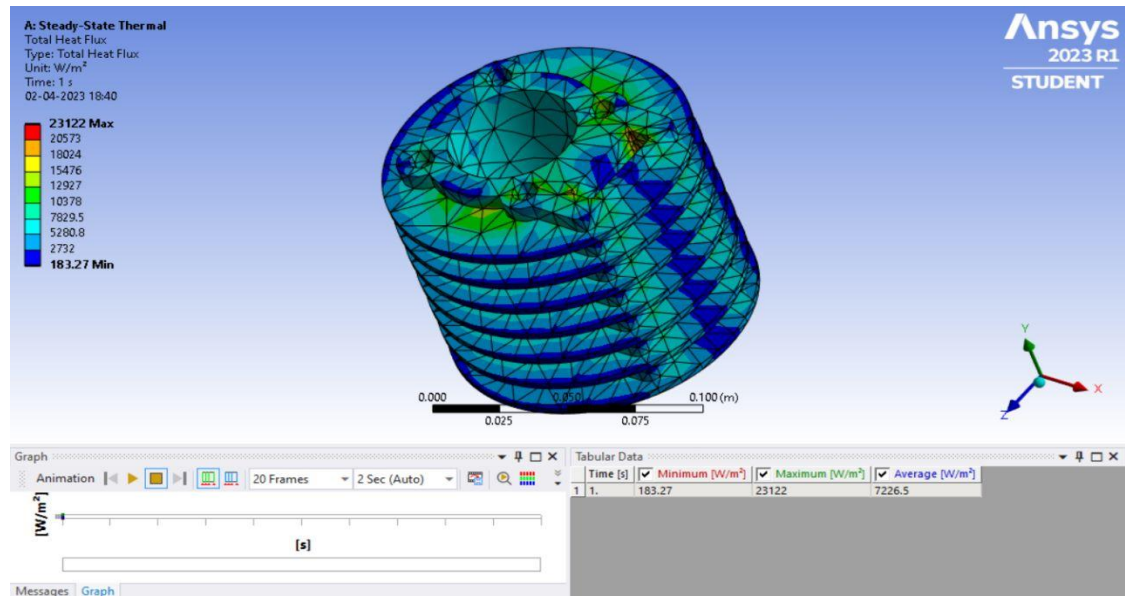 A: Steady-State Thermal
Total Heat Flux
Type: Total Heat Flux
Unit: W/m²
Time: 1 s
02-04-2023 18:40
23122 Max
20573
18024
15476
12927
10378
7829.5
5280.8
2732
183.27 Min
Ansys
2023 R1
STUDENT
0.000 0.050 0.100 (m)
0.025 0.075
Y
X
Z
Graph
Animation 20 Frames 2 Sec (Auto)
[W/m²]
[s]
Messages Graph
Tabular Data
Time [s] Minimum [W/m²] Maximum [W/m²] Average [W/m²]
1 1. 183.27 23122 7226.5